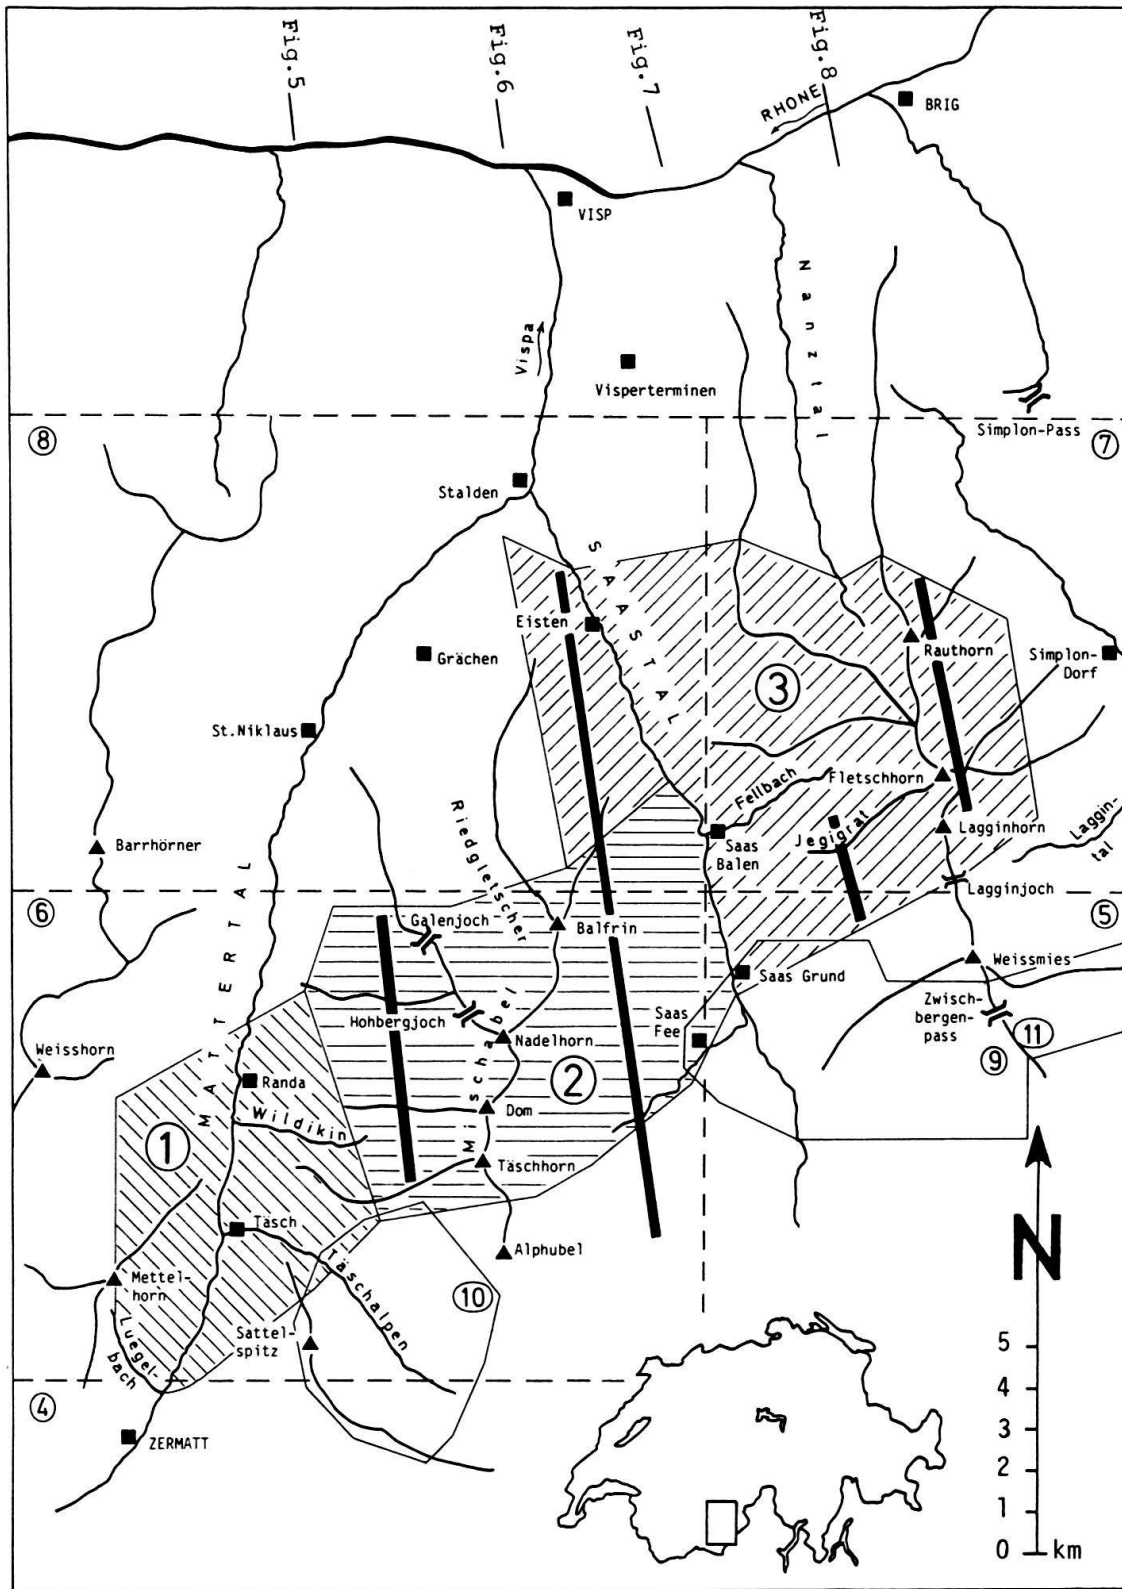 Fig.5
Fig.6
Fig.7
Fig.8
RHONE
BRIG
VISP
Nanztal
Vispa
Visperterminen
Simplon-Pass
⑧
⑦
Stalden
SAASTAL
Eisten
Grächen
Rauthorn
Simplon-
Dorf
③
St.Niklaus
Fletschhorn
Fellbach
Riedgletscher
Jegigrat
Lagginhorn
Laggin-
tal
Barrhörner
Saas
Balen
MATTERTAL
Lagginjoch
⑥
⑤
Galenjoch
Balfrin
Weissmies
Saas Grund
Hohbergjoch
Mischabel
Saas
Fee
Zwisch-
bergen-
pass
Nadelhorn
Weisshorn
⑪
⑨
Randa
②
Dom
Wildikin
①
Täschhorn
Täsch
Alphubel
Täschalpen
Mettel-
horn
⑩
Luegel-
bach
Sattel-
spitz
④
ZERMATT
N
5
4
3
2
1
0 km